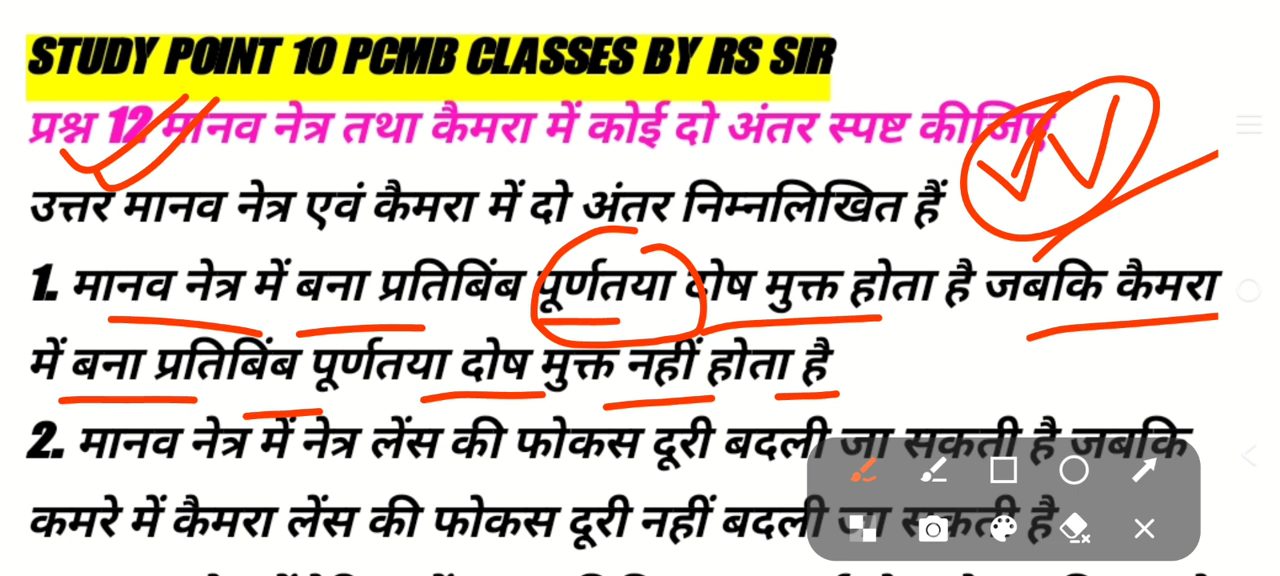 STUDY POINT 10 PCMB CLASSES BY RS SIR
प्रश्न 12 मानव नेत्र तथा कैमरा में कोई दो अंतर स्पष्ट कीजिए
उत्तर मानव नेत्र एवं कैमरा में दो अंतर निम्नलिखित हैं
1. मानव नेत्र में बना प्रतिबिंब पूर्णतया दोष मुक्त होता है जबकि कैमरा
में बना प्रतिबिंब पूर्णतया दोष मुक्त नहीं होता है
2. मानव नेत्र में नेत्र लेंस की फोकस दूरी बदली जा सकती है जबकि
कमरे में कैमरा लेंस की फोकस दूरी नहीं बदली जा सकती है